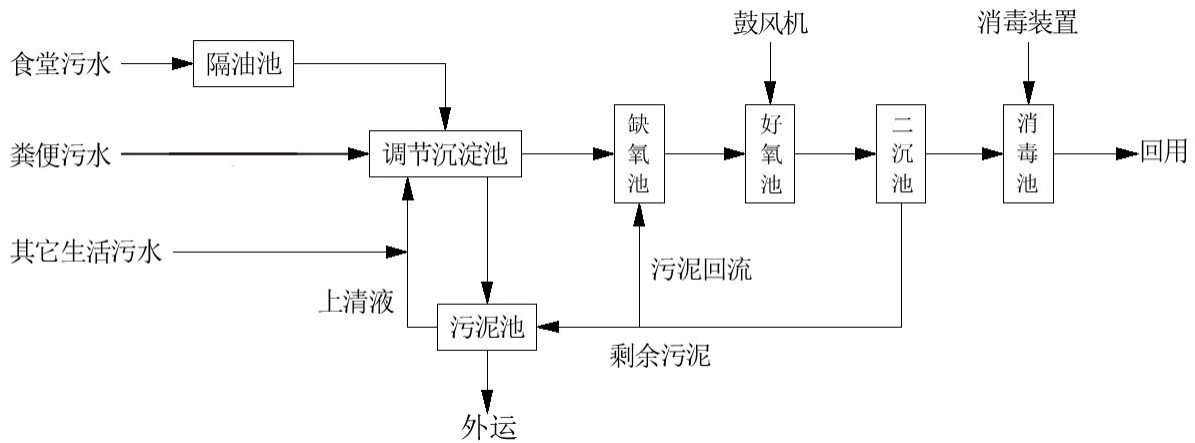 鼓风机
消毒装置
食堂污水
隔油池
粪便污水
调节沉淀池
缺氧池
好氧池
二沉池
消毒池
回用
其它生活污水
上清液
污泥回流
污泥池
剩余污泥
外运